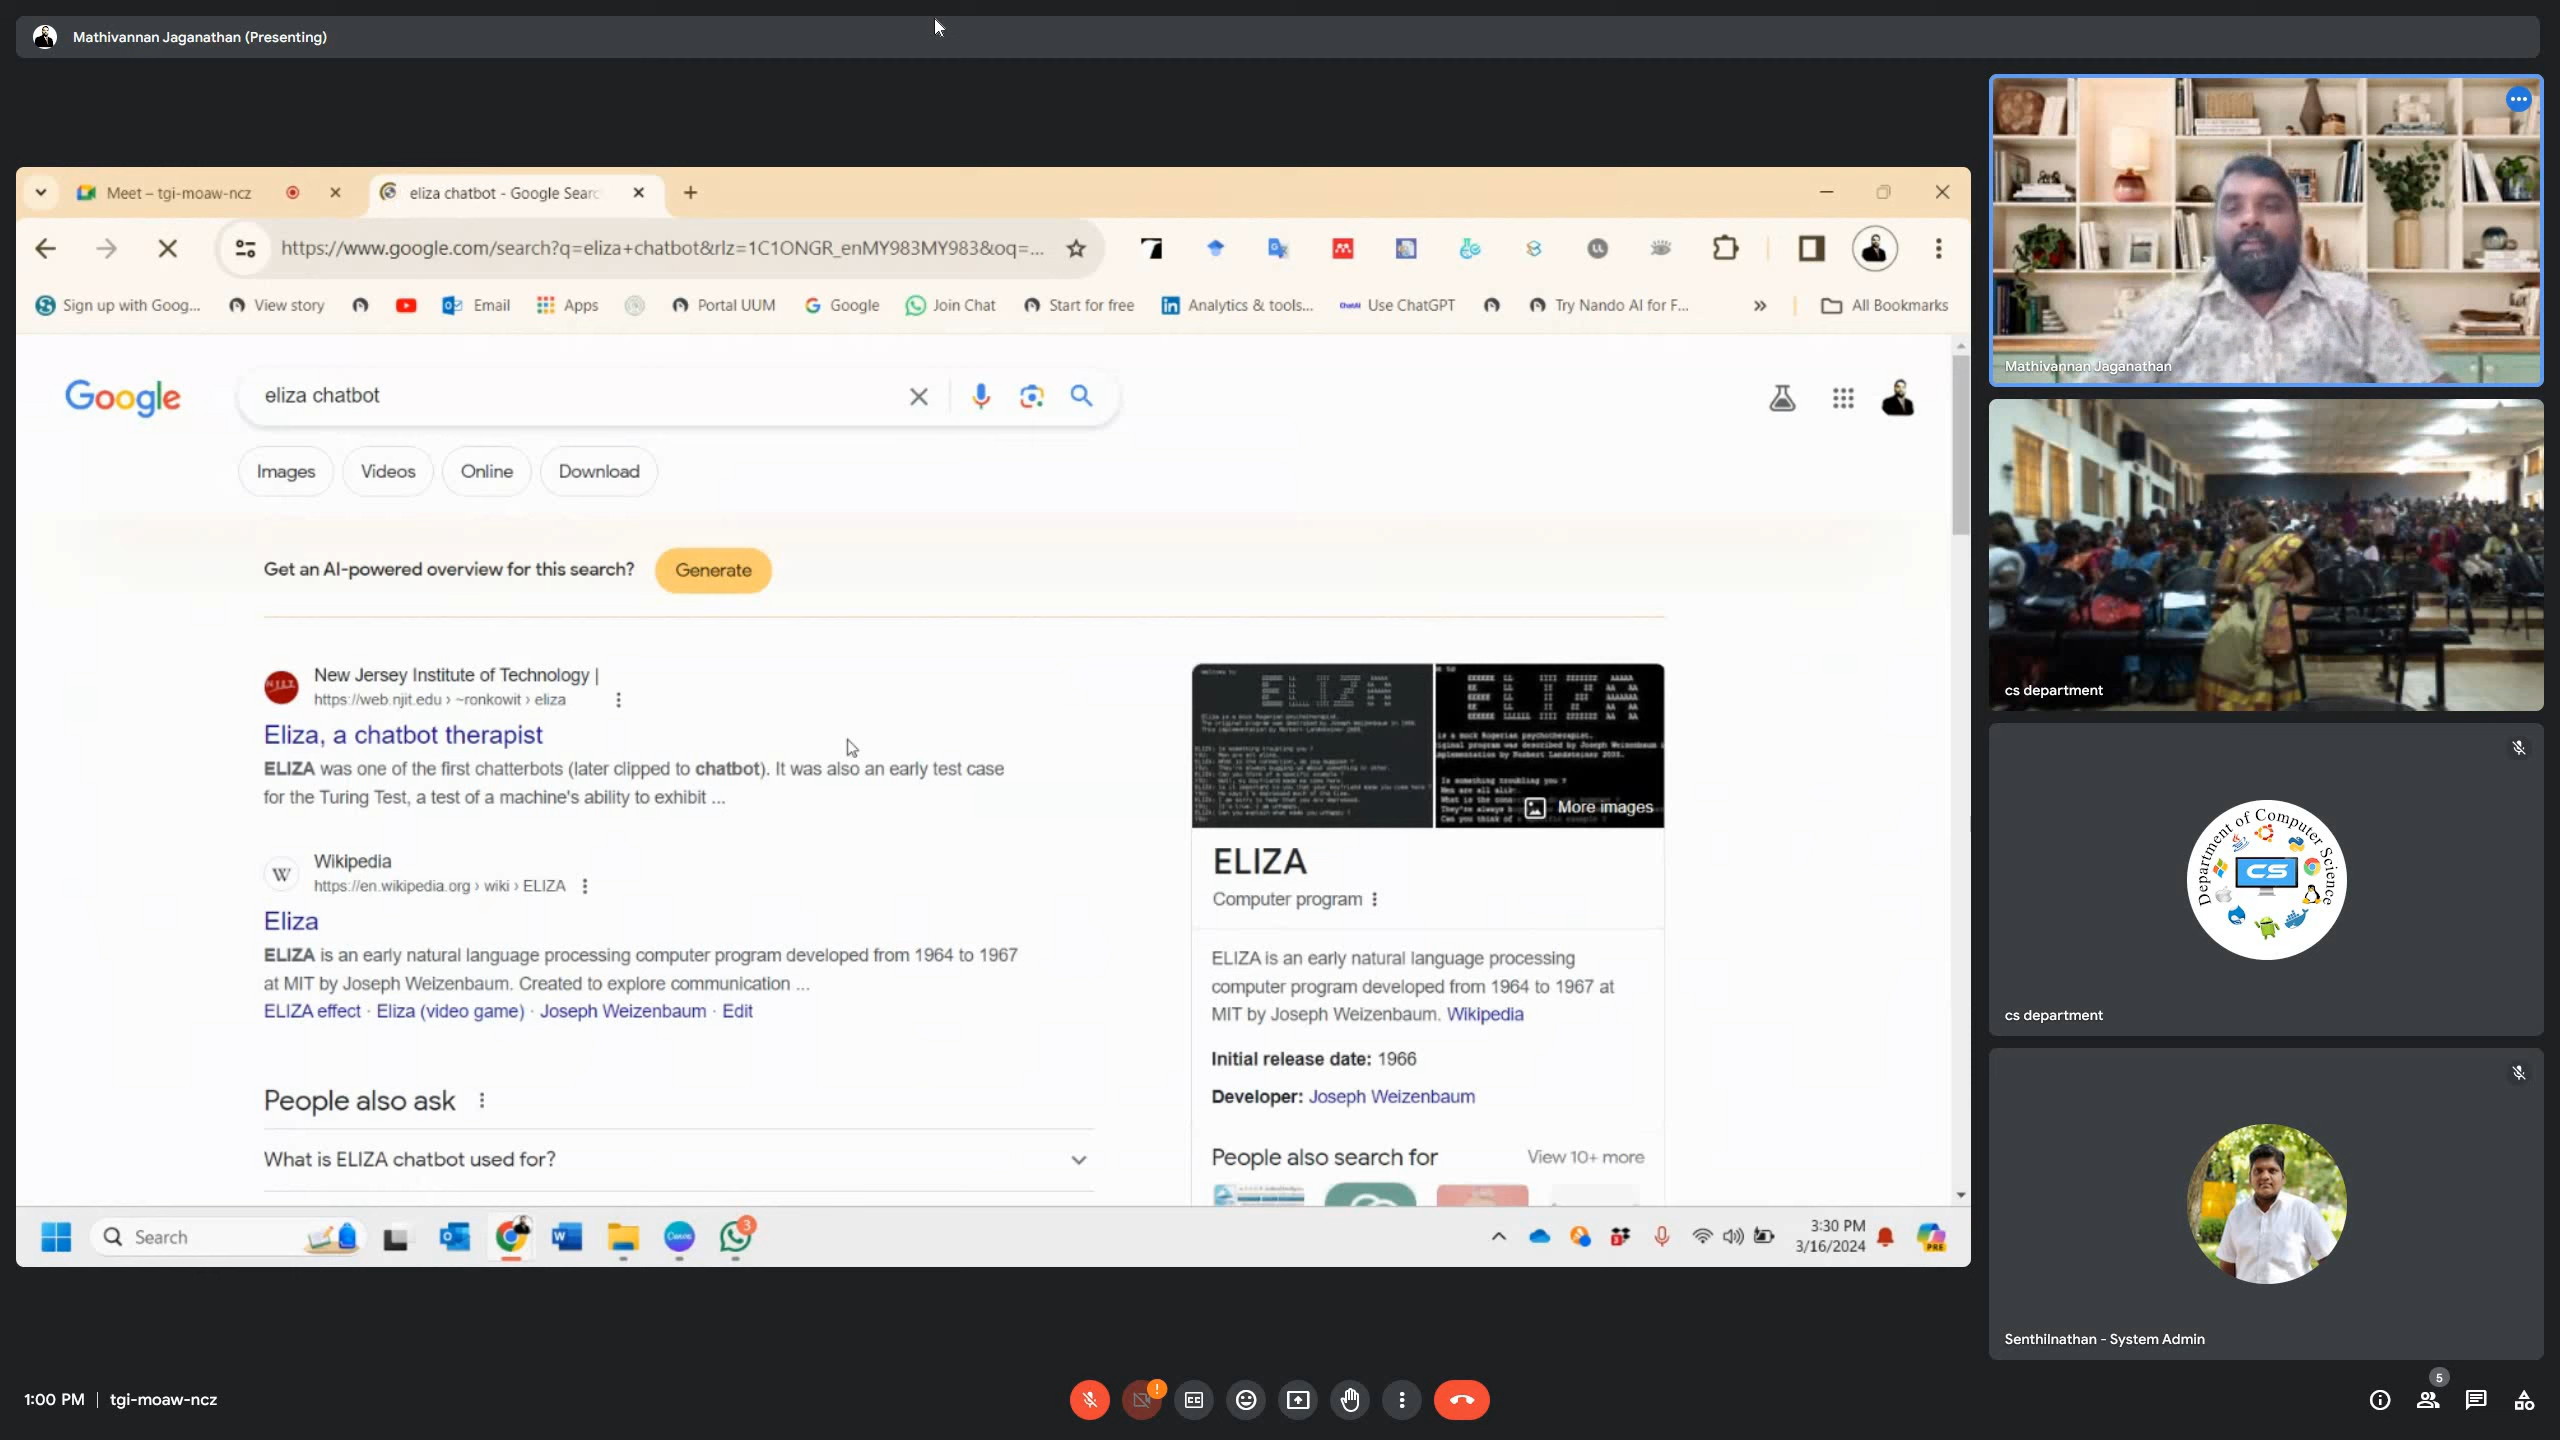 Mathivannan Jaganathan (Presenting)
Meet – tgi-moaw-ncz
eliza chatbot - Google Searc
https://www.google.com/search?q=eliza+chatbot&rlz=1C1ONGR_enMY983MY983&oq=...
Sign up with Goog...
View story
Email
Apps
Portal UUM
Google
Join Chat
Start for free
Analytics & tools...
Use ChatGPT
Try Nando AI for F...
All Bookmarks
Google
eliza chatbot
Images
Videos
Online
Download
Get an AI-powered overview for this search?
Generate
New Jersey Institute of Technology |
https://web.njit.edu › ~ronkowit › eliza
Eliza, a chatbot therapist
ELIZA was one of the first chatterbots (later clipped to chatbot). It was also an early test case
for the Turing Test, a test of a machine's ability to exhibit ...
Wikipedia
https://en.wikipedia.org › wiki › ELIZA
Eliza
ELIZA is an early natural language processing computer program developed from 1964 to 1967
at MIT by Joseph Weizenbaum. Created to explore communication ...
ELIZA effect · Eliza (video game) · Joseph Weizenbaum · Edit
People also ask
What is ELIZA chatbot used for?
More images
ELIZA
Computer program
ELIZA is an early natural language processing
computer program developed from 1964 to 1967 at
MIT by Joseph Weizenbaum. Wikipedia
Initial release date: 1966
Developer: Joseph Weizenbaum
People also search for
View 10+ more
Search
3
3:30 PM
3/16/2024
PRE
Mathivannan Jaganathan
cs department
Department of Computer Science
CS
cs department
Senthilnathan - System Admin
1:00 PM | tgi-moaw-ncz
5